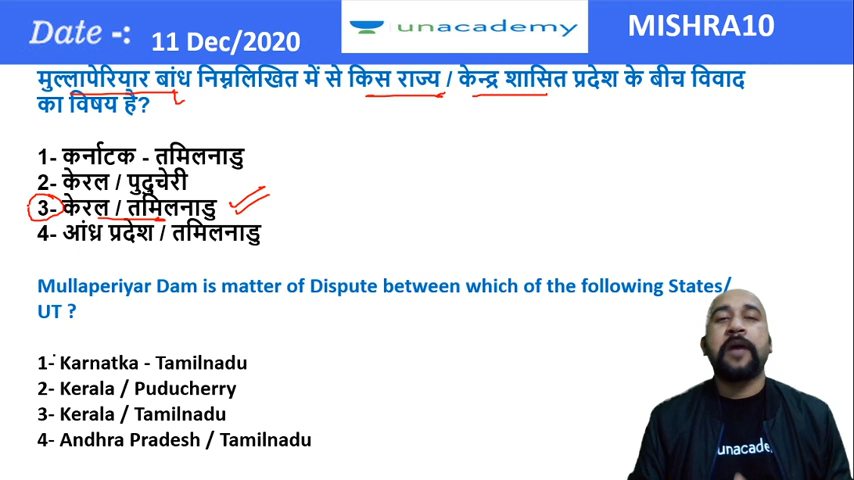 Date -: 11 Dec/2020
unacademy
MISHRA10
मुल्लापेरियार बांध निम्नलिखित में से किस राज्य / केन्द्र शासित प्रदेश के बीच विवाद
का विषय है?
1- कर्नाटक - तमिलनाडु
2- केरल / पुदुचेरी
3- केरल / तमिलनाडु
4- आंध्र प्रदेश / तमिलनाडु
Mullaperiyar Dam is matter of Dispute between which of the following States/
UT ?
1- Karnatka - Tamilnadu
2- Kerala / Puducherry
3- Kerala / Tamilnadu
4- Andhra Pradesh / Tamilnadu
unacade